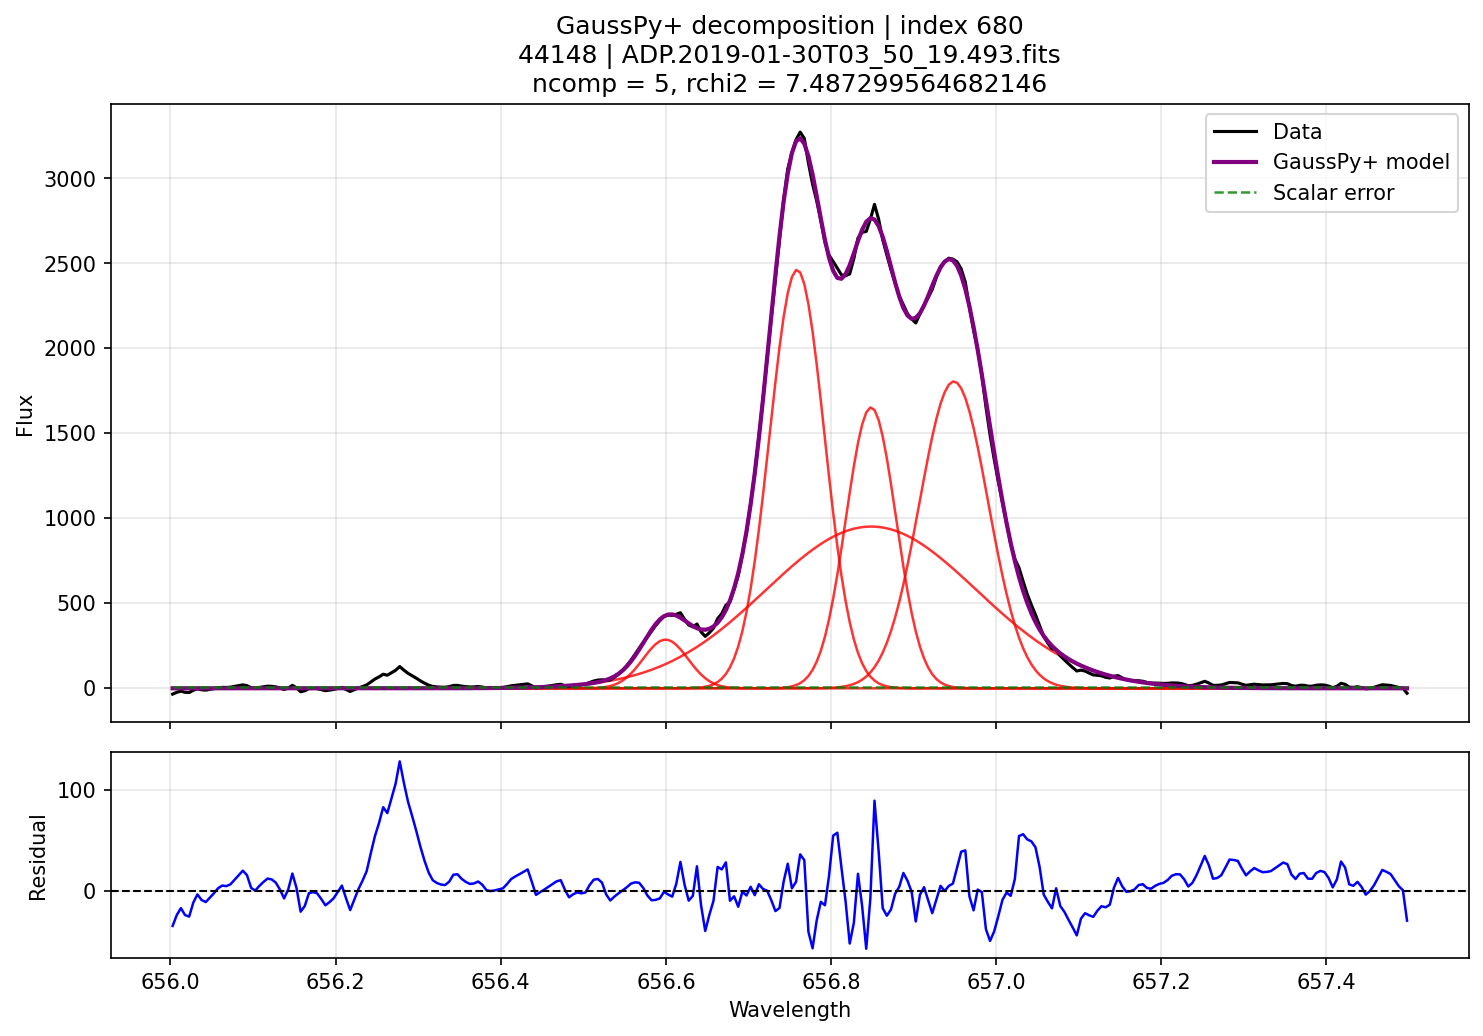 GaussPy+ decomposition | index 680
44148 | ADP.2019-01-30T03_50_19.493.fits
ncomp = 5, rchi2 = 7.487299564682146
Data
GaussPy+ model
Scalar error
Flux
3000
2500
2000
1500
1000
500
0
Residual
100
0
656.0 656.2 656.4 656.6 656.8 657.0 657.2 657.4
Wavelength